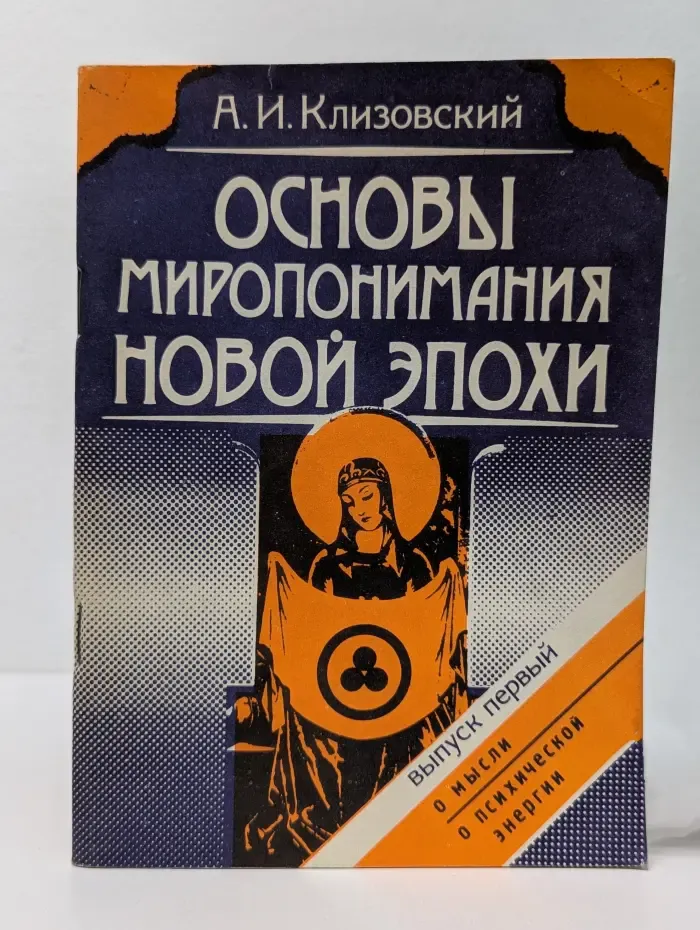 А. И. Клизовский
ОСНОВЫ
МИРОПОНИМАНИЯ
НОВОЙ ЭПОХИ
выпуск первый
о мысли
о психической
энергии